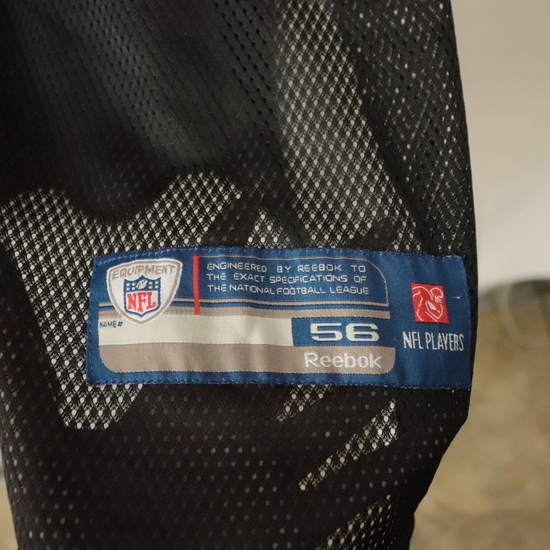 EQUIPMENT
NFL
ENGINEERED BY REEBOK TO
THE EXACT SPECIFICATIONS OF
THE NATIONAL FOOTBALL LEAGUE
NAME#
56
Reebok
NFL PLAYERS